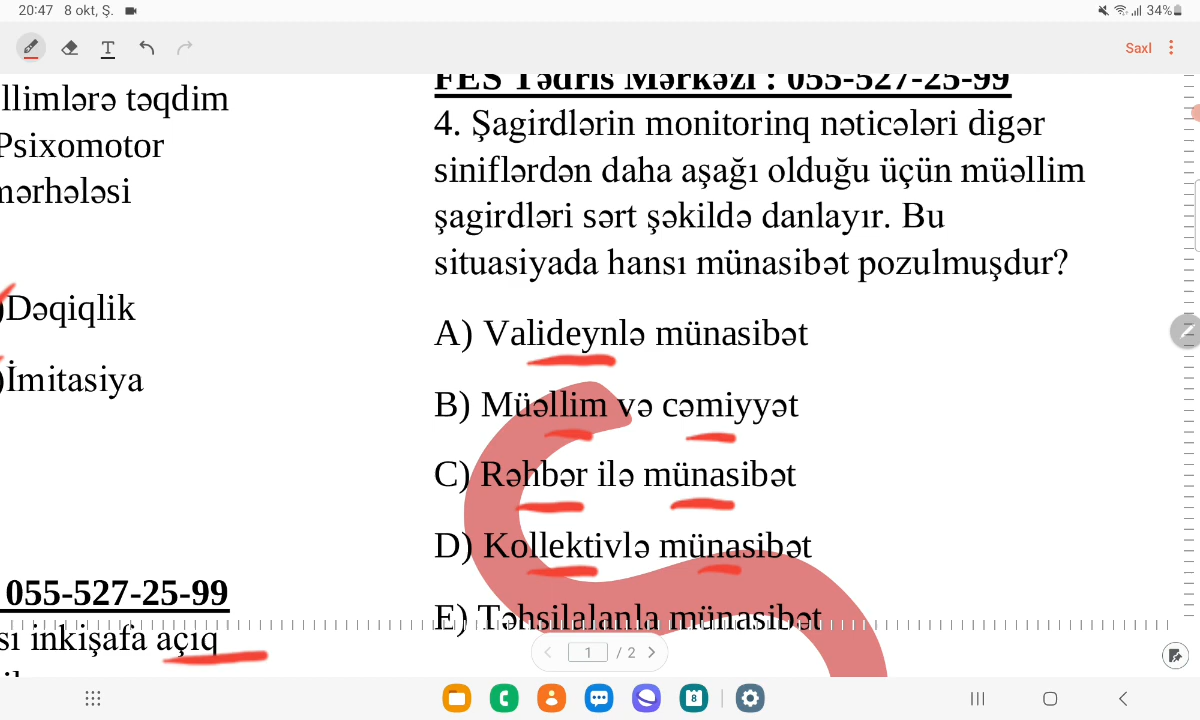 20:47 8 okt, Ş. 34%
T Saxl
llimlərə təqdim
Psixomotor
mərhələsi
Dəqiqlik
İmitasiya
055-527-25-99
sı inkişafa açıq
FES Tədris Mərkəzi : 055-527-25-99
4. Şagirdlərin monitorinq nəticələri digər
siniflərdən daha aşağı olduğu üçün müəllim
şagirdləri sərt şəkildə danlayır. Bu
situasiyada hansı münasibət pozulmuşdur?
A) Valideynlə münasibət
B) Müəllim və cəmiyyət
C) Rəhbər ilə münasibət
D) Kollektivlə münasibət
E) Təhsilalanla münasibət
1 / 2
8